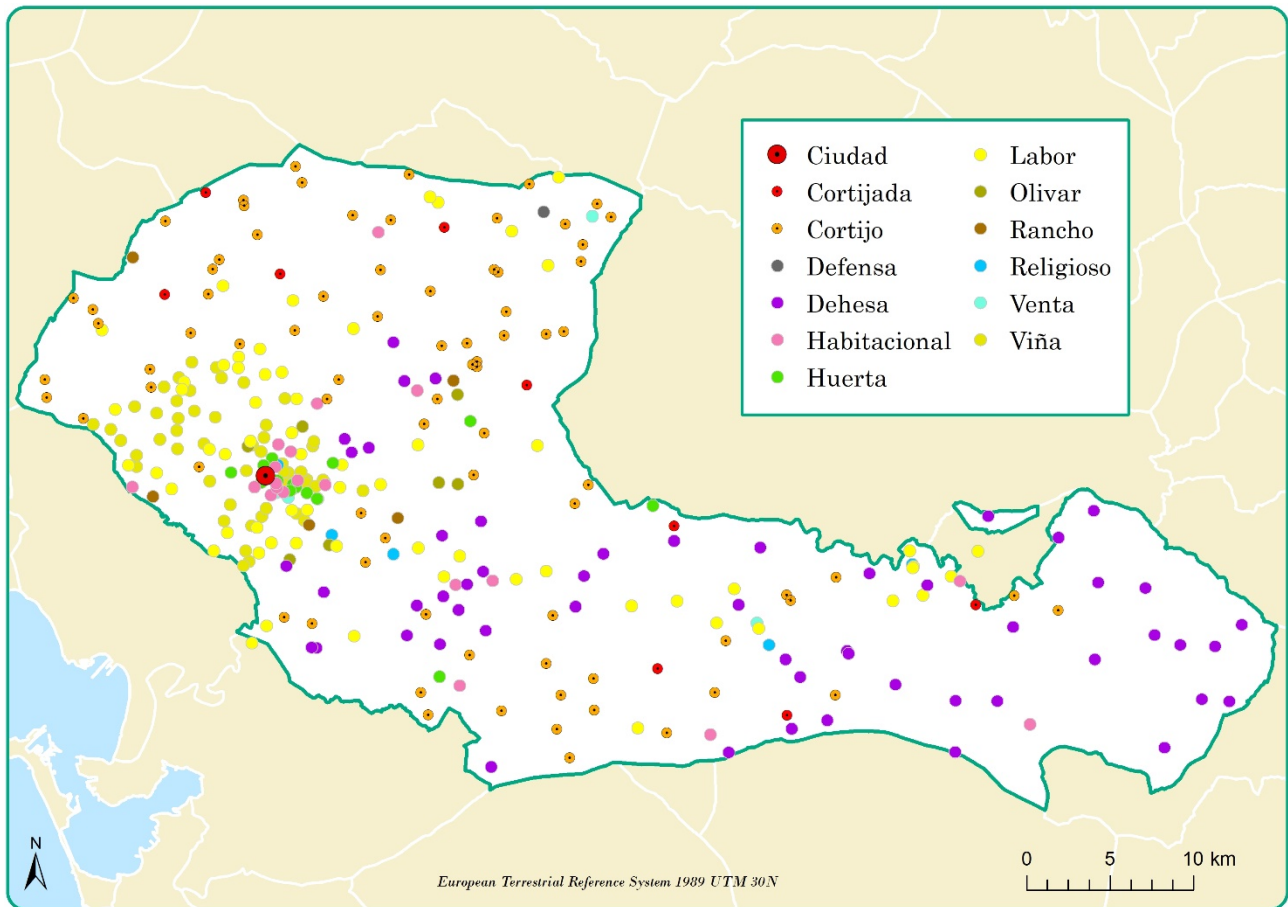 Ciudad
Cortijada
Cortijo
Defensa
Dehesa
Habitacional
Huerta
Labor
Olivar
Rancho
Religioso
Venta
Viña
N
European Terrestrial Reference System 1989 UTM 30N
0 5 10 km